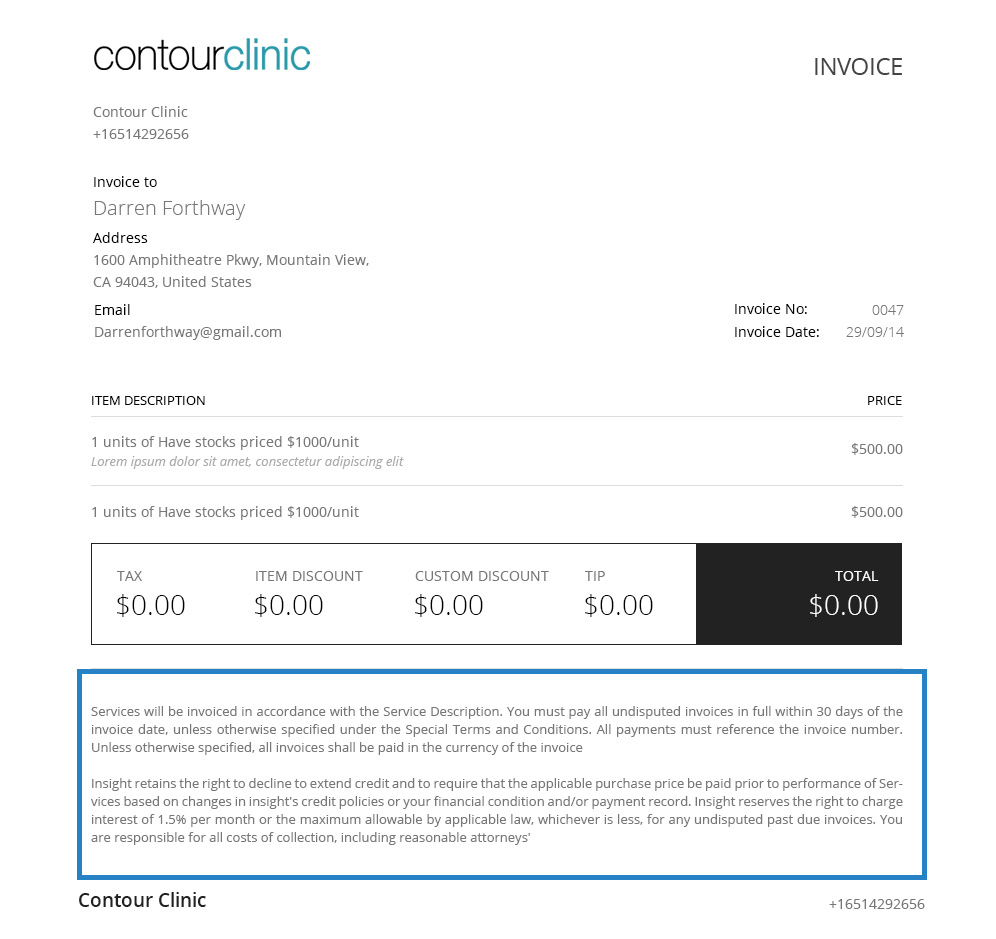 contourclinic
INVOICE
Contour Clinic
+16514292656
Invoice to
Darren Forthway
Address
1600 Amphitheatre Pkwy, Mountain View,
CA 94043, United States
Email
Darrenforthway@gmail.com
Invoice No: 0047
Invoice Date: 29/09/14
ITEM DESCRIPTION PRICE
1 units of Have stocks priced $1000/unit
Lorem ipsum dolor sit amet, consectetur adipiscing elit
$500.00
1 units of Have stocks priced $1000/unit $500.00
TAX ITEM DISCOUNT CUSTOM DISCOUNT TIP TOTAL
$0.00 $0.00 $0.00 $0.00 $0.00
Services will be invoiced in accordance with the Service Description. You must pay all undisputed invoices in full within 30 days of the
invoice date, unless otherwise specified under the Special Terms and Conditions. All payments must reference the invoice number.
Unless otherwise specified, all invoices shall be paid in the currency of the invoice
Insight retains the right to decline to extend credit and to require that the applicable purchase price be paid prior to performance of Ser-
vices based on changes in insight's credit policies or your financial condition and/or payment record. Insight reserves the right to charge
interest of 1.5% per month or the maximum allowable by applicable law, whichever is less, for any undisputed past due invoices. You
are responsible for all costs of collection, including reasonable attorneys'
Contour Clinic +16514292656